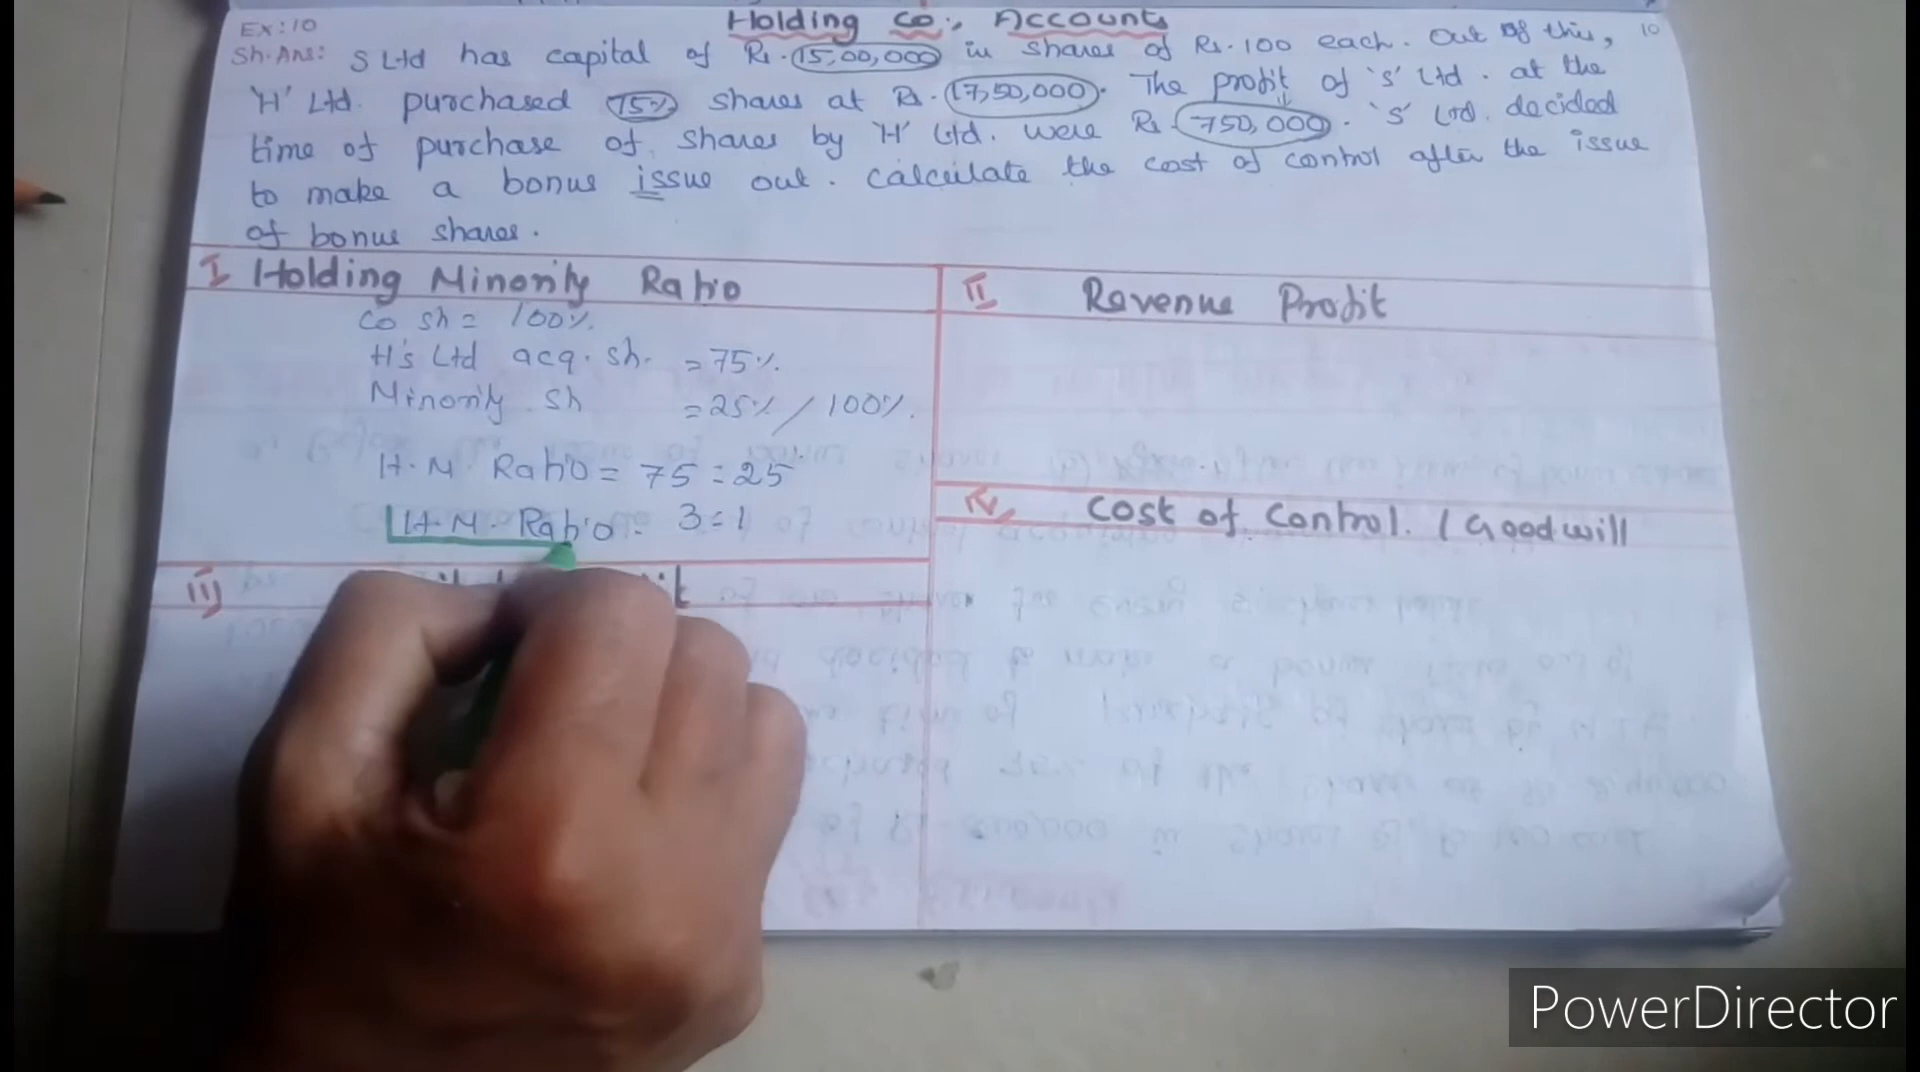 Holding Co., Accounts
Ex:10
10
Sh.Ans: S Ltd has capital of Rs. 15,00,000 in shares of Rs. 100 each. Out of this,
'H' Ltd. purchased 75% shares at Rs. 17,50,000. The profit of 'S' Ltd. at the
time of purchase of shares by 'H' Ltd. were Rs. 750,000. 'S' Ltd. decided
to make a bonus issue out. Calculate the cost of control after the issue
of bonus shares.
I Holding Minority Ratio
Co sh = 100%.
H's Ltd acq. sh. = 75%.
Minority sh = 25% / 100%.
H.M. Ratio = 75 : 25
H.M. Ratio = 3 = 1
II Revenue Profit
III
IV, Cost of Control. / Goodwill
PowerDirector